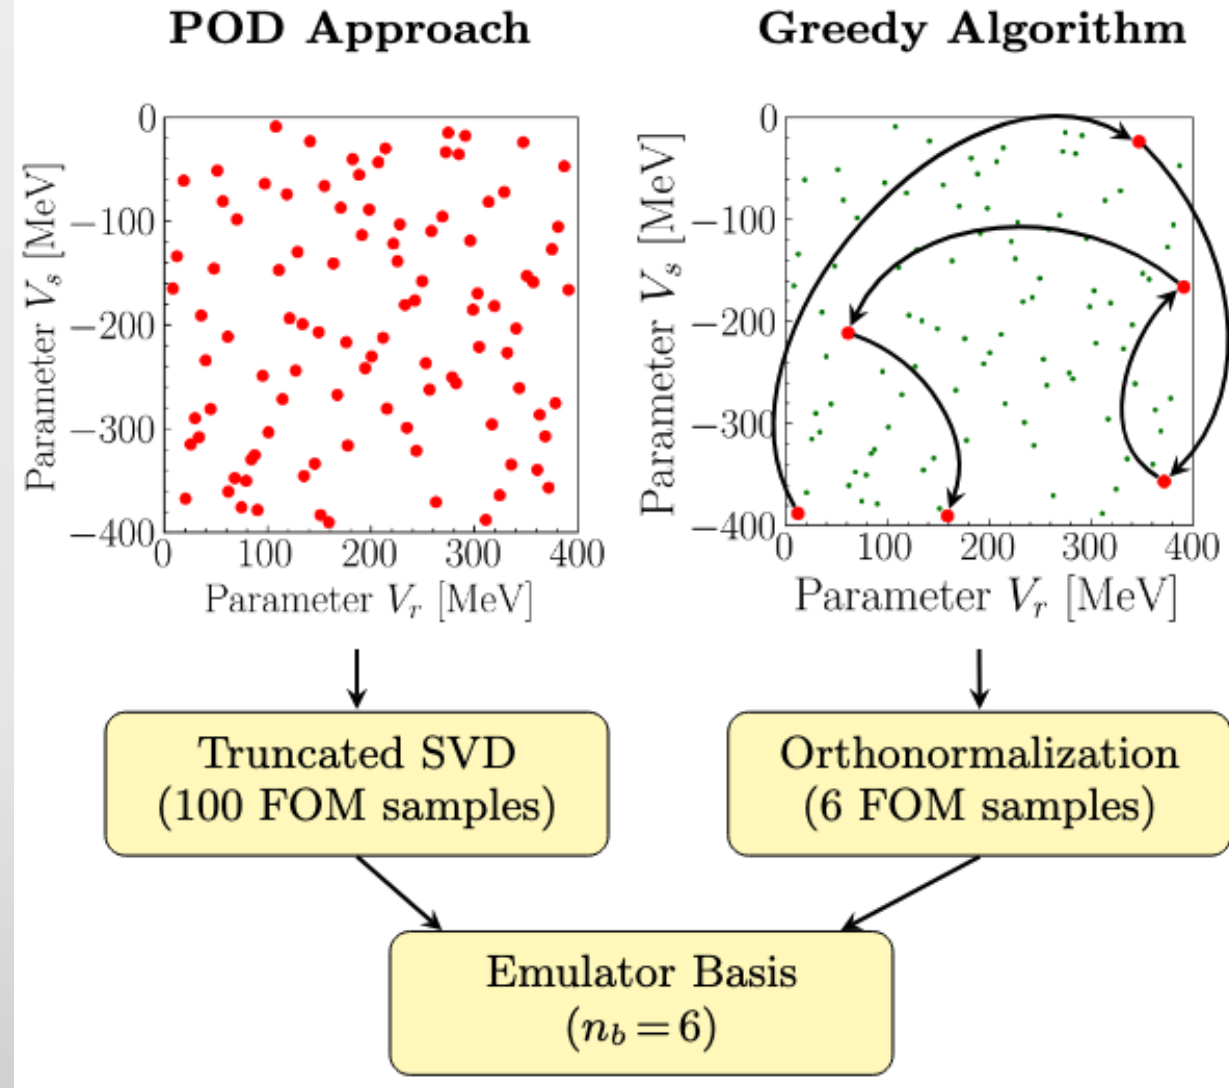 POD Approach
Greedy Algorithm
0
−100
−200
−300
−400
Parameter V_s [MeV]
0 100 200 300 400
Parameter V_r [MeV]
0
−100
−200
−300
−400
Parameter V_s [MeV]
0 100 200 300 400
Parameter V_r [MeV]
Truncated SVD
(100 FOM samples)
Orthonormalization
(6 FOM samples)
Emulator Basis
(n_b = 6)